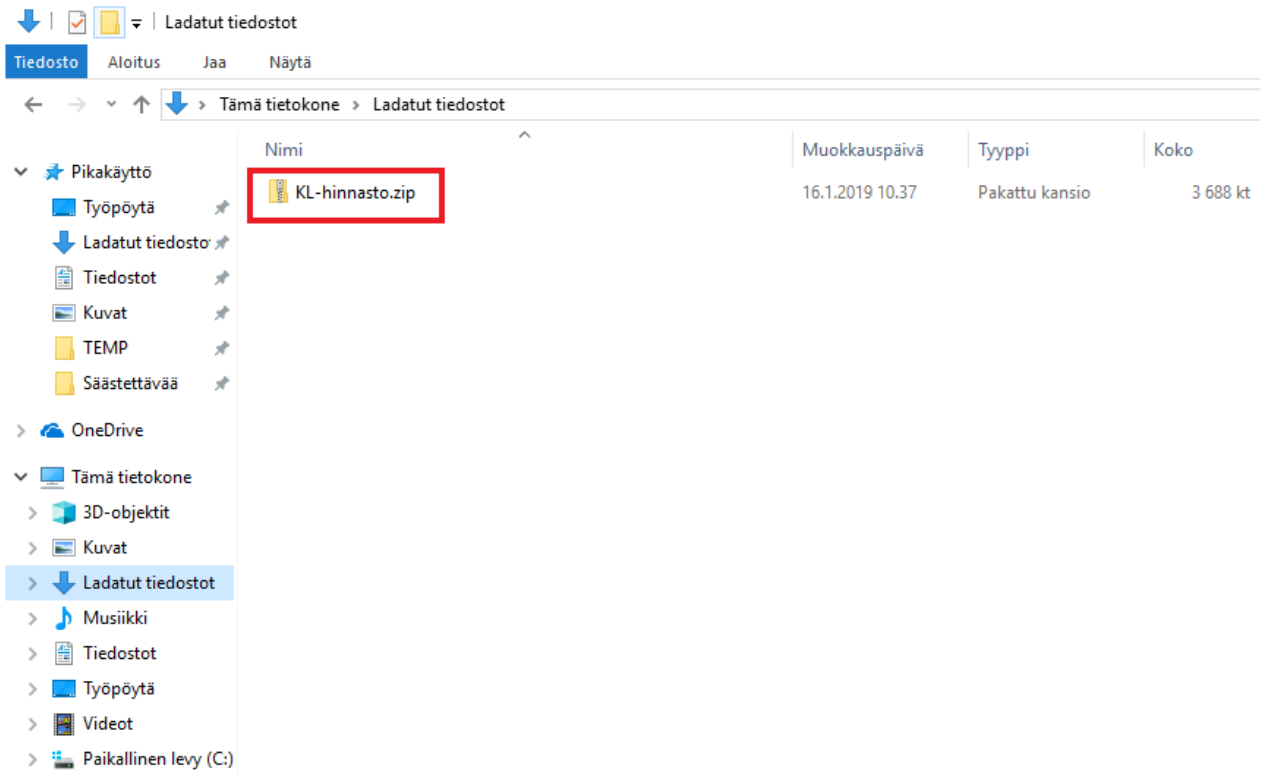 Ladatut tiedostot
Tiedosto Aloitus Jaa Näytä
Tämä tietokone > Ladatut tiedostot
Nimi Muokkauspäivä Tyyppi Koko
KL-hinnasto.zip 16.1.2019 10.37 Pakattu kansio 3 688 kt
Pikakäyttö
Työpöytä
Ladatut tiedosto
Tiedostot
Kuvat
TEMP
Säästettävää
OneDrive
Tämä tietokone
3D-objektit
Kuvat
Ladatut tiedostot
Musiikki
Tiedostot
Työpöytä
Videot
Paikallinen levy (C:)